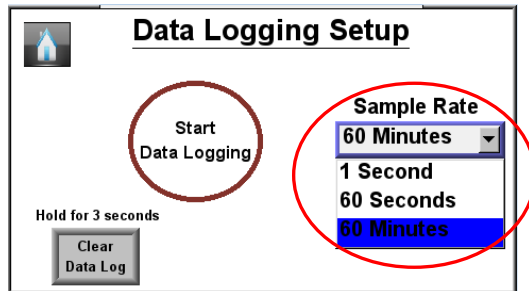 Data Logging Setup
Start
Data Logging
Sample Rate
60 Minutes
1 Second
60 Seconds
60 Minutes
Hold for 3 seconds
Clear
Data Log